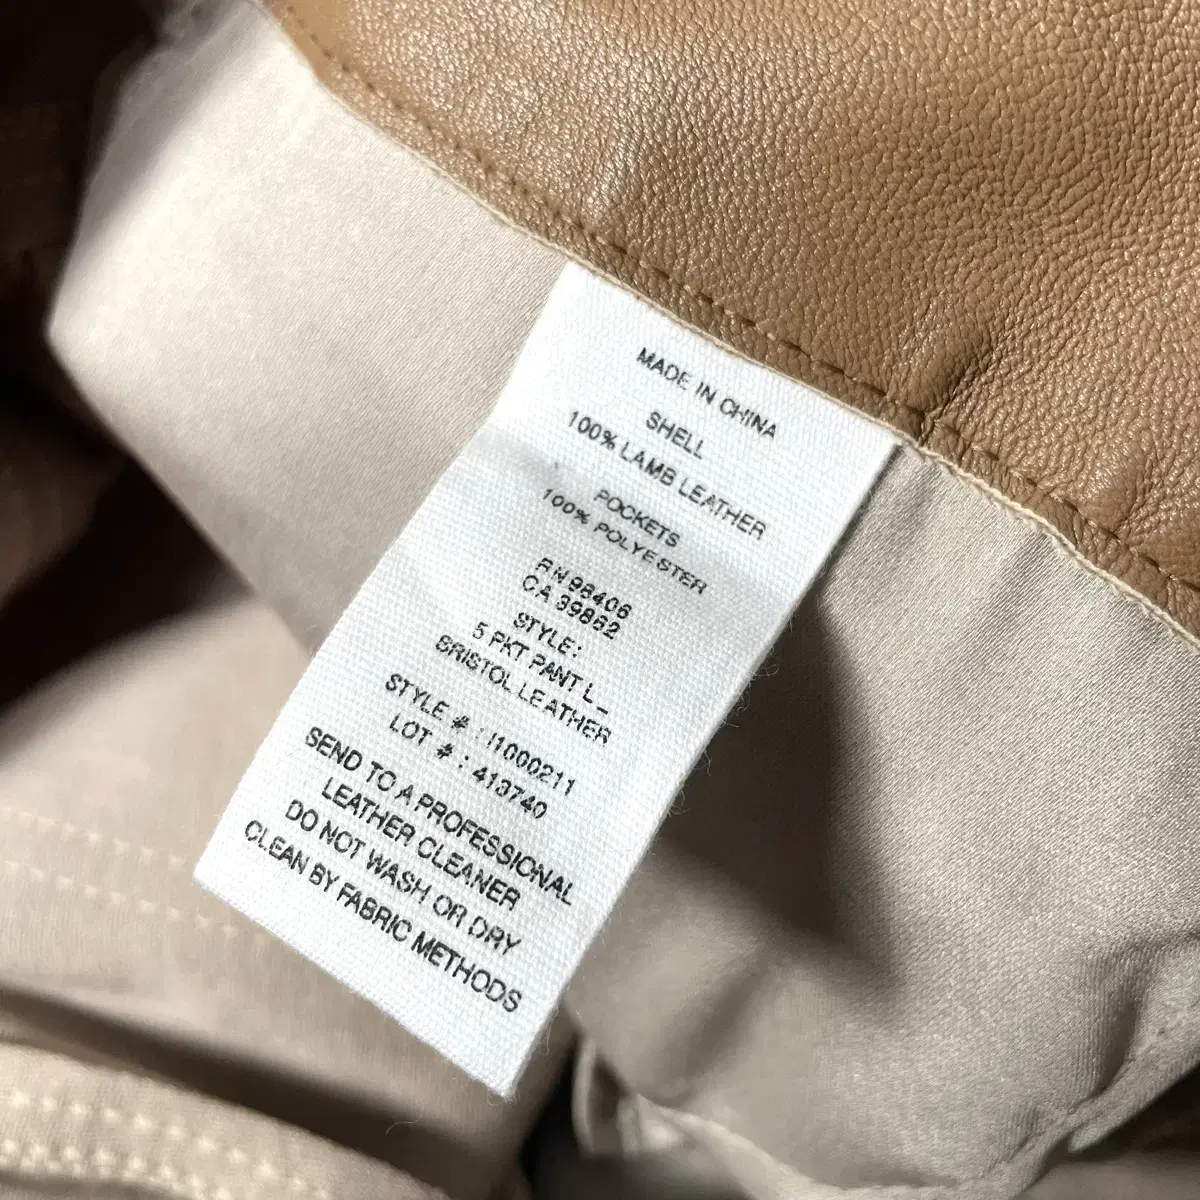 MADE IN CHINA
SHELL
100% LAMB LEATHER
POCKETS
100% POLYESTER
RN 98406
CA 39862
STYLE:
5 PKT PANT L_
BRISTOL LEATHER
STYLE # : I1000211
LOT # : 413740
SEND TO A PROFESSIONAL
LEATHER CLEANER
DO NOT WASH OR DRY
CLEAN BY FABRIC METHODS